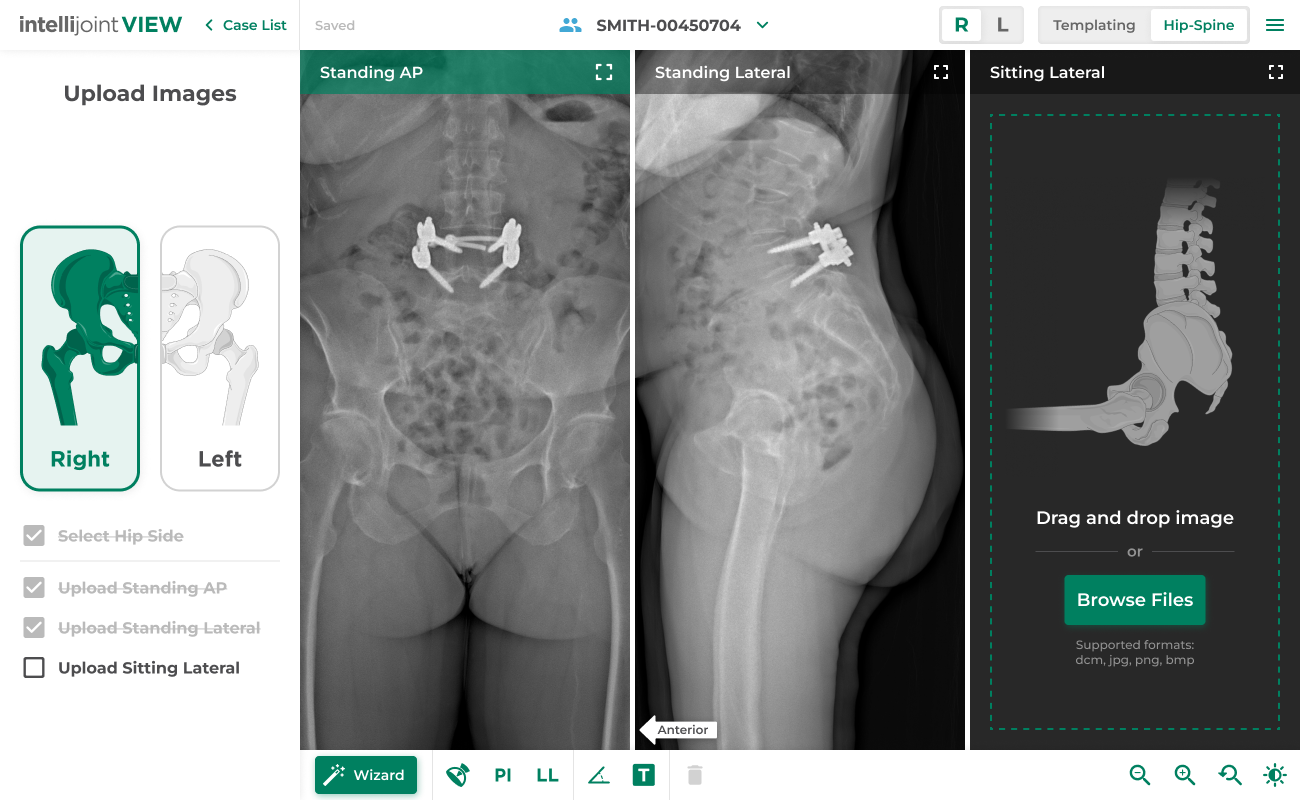 intellijoint VIEW
Case List
Saved
SMITH-00450704
R L
Templating Hip-Spine
Upload Images
Right
Left
Select Hip Side
Upload Standing AP
Upload Standing Lateral
Upload Sitting Lateral
Standing AP
Standing Lateral
Anterior
Sitting Lateral
Drag and drop image
or
Browse Files
Supported formats:
dcm, jpg, png, bmp
Wizard
PI
LL
T